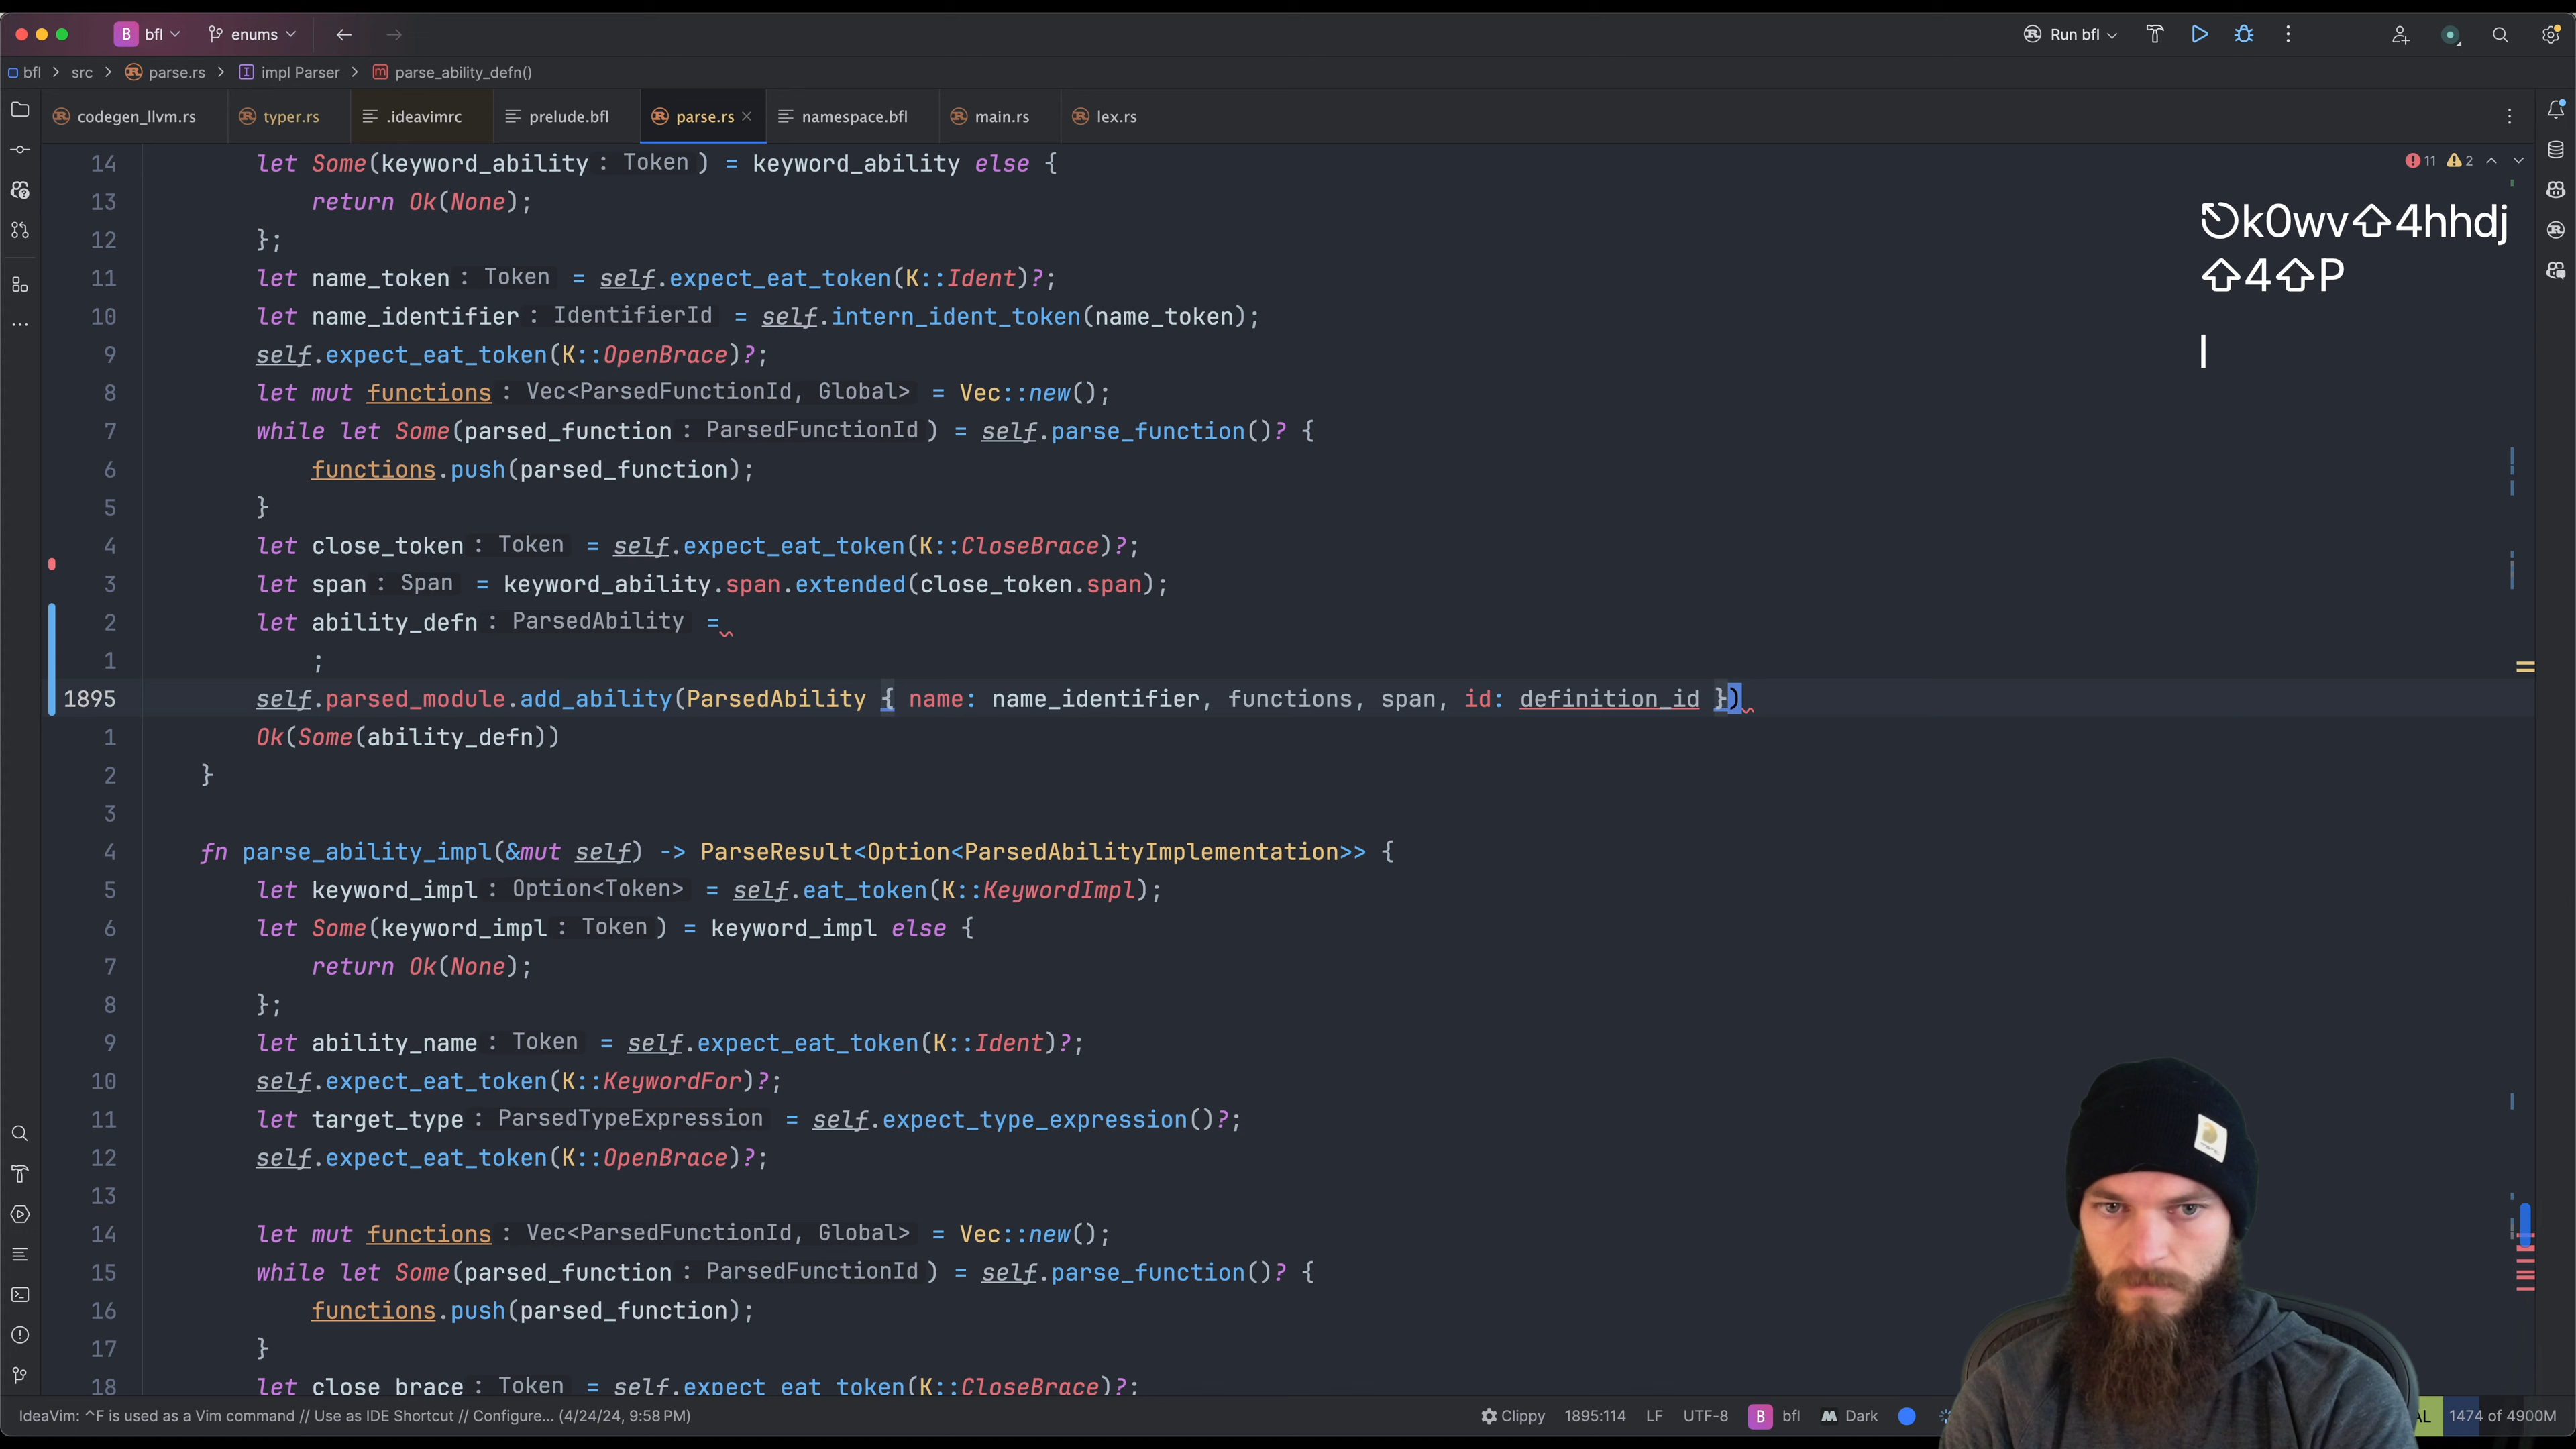 B bfl enums Run bfl
bfl > src > parse.rs > impl Parser > parse_ability_defn()
codegen_llvm.rs typer.rs .ideavimrc prelude.bfl parse.rs namespace.bfl main.rs lex.rs
14 let Some(keyword_ability: Token) = keyword_ability else {
11 2
13 return Ok(None);
⎋k0wv⇧4hhdj
12 };
⇧4⇧P
11 let name_token: Token = self.expect_eat_token(K::Ident)?;
10 let name_identifier: IdentifierId = self.intern_ident_token(name_token);
9 self.expect_eat_token(K::OpenBrace)?;
8 let mut functions: Vec<ParsedFunctionId, Global> = Vec::new();
7 while let Some(parsed_function: ParsedFunctionId) = self.parse_function()? {
6 functions.push(parsed_function);
5 }
4 let close_token: Token = self.expect_eat_token(K::CloseBrace)?;
3 let span: Span = keyword_ability.span.extended(close_token.span);
2 let ability_defn: ParsedAbility =
1 ;
1895 self.parsed_module.add_ability(ParsedAbility { name: name_identifier, functions, span, id: definition_id })
1 Ok(Some(ability_defn))
2 }
3
4 fn parse_ability_impl(&mut self) -> ParseResult<Option<ParsedAbilityImplementation>> {
5 let keyword_impl: Option<Token> = self.eat_token(K::KeywordImpl);
6 let Some(keyword_impl: Token) = keyword_impl else {
7 return Ok(None);
8 };
9 let ability_name: Token = self.expect_eat_token(K::Ident)?;
10 self.expect_eat_token(K::KeywordFor)?;
11 let target_type: ParsedTypeExpression = self.expect_type_expression()?;
12 self.expect_eat_token(K::OpenBrace)?;
13
14 let mut functions: Vec<ParsedFunctionId, Global> = Vec::new();
15 while let Some(parsed_function: ParsedFunctionId) = self.parse_function()? {
16 functions.push(parsed_function);
17 }
18 let close_brace: Token = self.expect_eat_token(K::CloseBrace)?;
IdeaVim: ^F is used as a Vim command // Use as IDE Shortcut // Configure... (4/24/24, 9:58 PM) Clippy 1895:114 LF UTF-8 B bfl Dark AL 1474 of 4900M